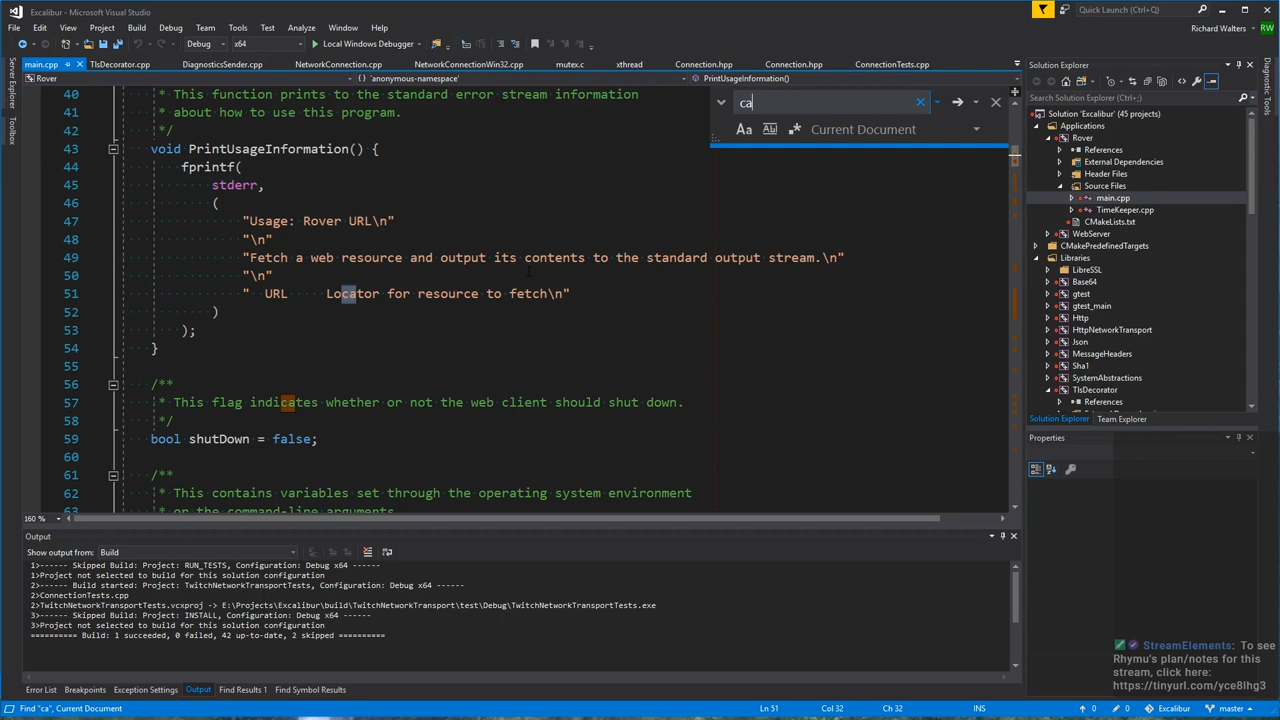 Excalibur - Microsoft Visual Studio
Quick Launch (Ctrl+Q)
File Edit View Project Build Debug Team Tools Test Analyze Window Help
Richard Walters RW
Debug x64 Local Windows Debugger
main.cpp TlsDecorator.cpp DiagnosticsSender.cpp NetworkConnection.cpp NetworkConnectionWin32.cpp mutex.c xthread Connection.hpp Connection.hpp ConnectionTests.cpp
Rover 'anonymous-namespace' PrintUsageInformation()
Server Explorer
Toolbox
40 * This function prints to the standard error stream information
41 * about how to use this program.
42 */
43 void PrintUsageInformation() {
44 fprintf(
45 stderr,
46 (
47 "Usage: Rover URL\n"
48 "\n"
49 "Fetch a web resource and output its contents to the standard output stream.\n"
50 "\n"
51 "  URL     Locator for resource to fetch\n"
52 )
53 );
54 }
55
56 /**
57 * This flag indicates whether or not the web client should shut down.
58 */
59 bool shutDown = false;
60
61 /**
62 * This contains variables set through the operating system environment
63 * or the command-line arguments.
ca
Aa Ab Current Document
160 %
Solution Explorer
Search Solution Explorer (Ctrl+;)
Solution 'Excalibur' (45 projects)
Applications
Rover
References
External Dependencies
Header Files
Source Files
main.cpp
TimeKeeper.cpp
CMakeLists.txt
WebServer
CMakePredefinedTargets
Libraries
LibreSSL
Base64
gtest
gtest_main
Http
HttpNetworkTransport
Json
MessageHeaders
Sha1
SystemAbstractions
TlsDecorator
References
Solution Explorer Team Explorer
Properties
Diagnostic Tools
Output
Show output from: Build
1>------ Skipped Build: Project: RUN_TESTS, Configuration: Debug x64 ------
1>Project not selected to build for this solution configuration
2>------ Build started: Project: TwitchNetworkTransportTests, Configuration: Debug x64 ------
2>ConnectionTests.cpp
2>TwitchNetworkTransportTests.vcxproj -> E:\Projects\Excalibur\build\TwitchNetworkTransport\test\Debug\TwitchNetworkTransportTests.exe
3>------ Skipped Build: Project: INSTALL, Configuration: Debug x64 ------
3>Project not selected to build for this solution configuration
========== Build: 1 succeeded, 0 failed, 42 up-to-date, 2 skipped ==========
Error List Breakpoints Exception Settings Output Find Results 1 Find Symbol Results
StreamElements: To see
Rhymu's plan/notes for this
stream, click here:
https://tinyurl.com/yce8lhg3
Find "ca", Current Document Ln 51 Col 32 Ch 32 INS 0 0 Excalibur master